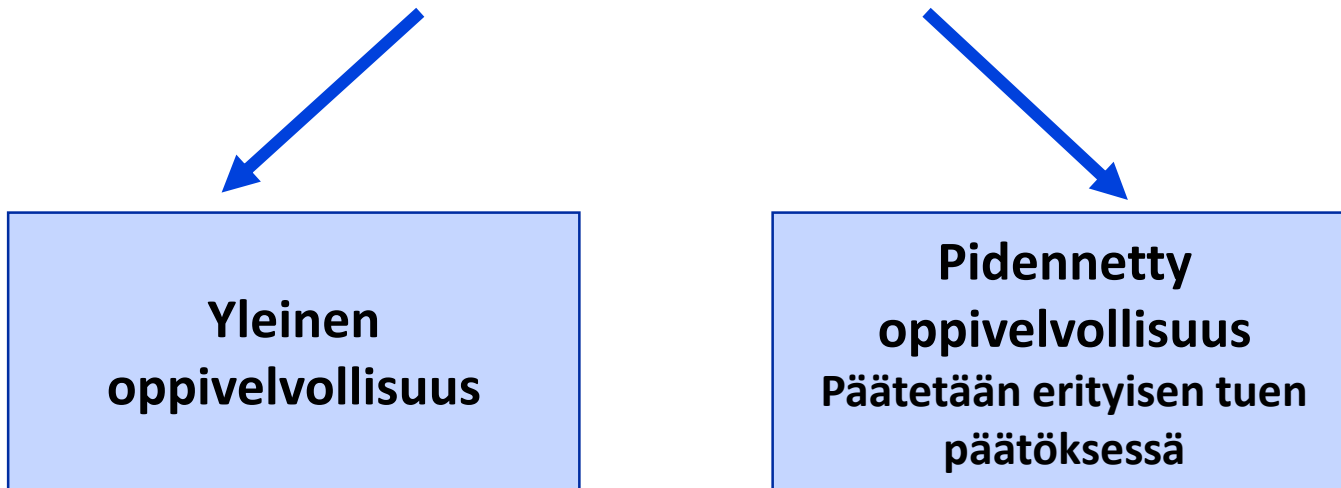 Yleinen
oppivelvollisuus
Pidennetty
oppivelvollisuus
Päätetään erityisen tuen
päätöksessä